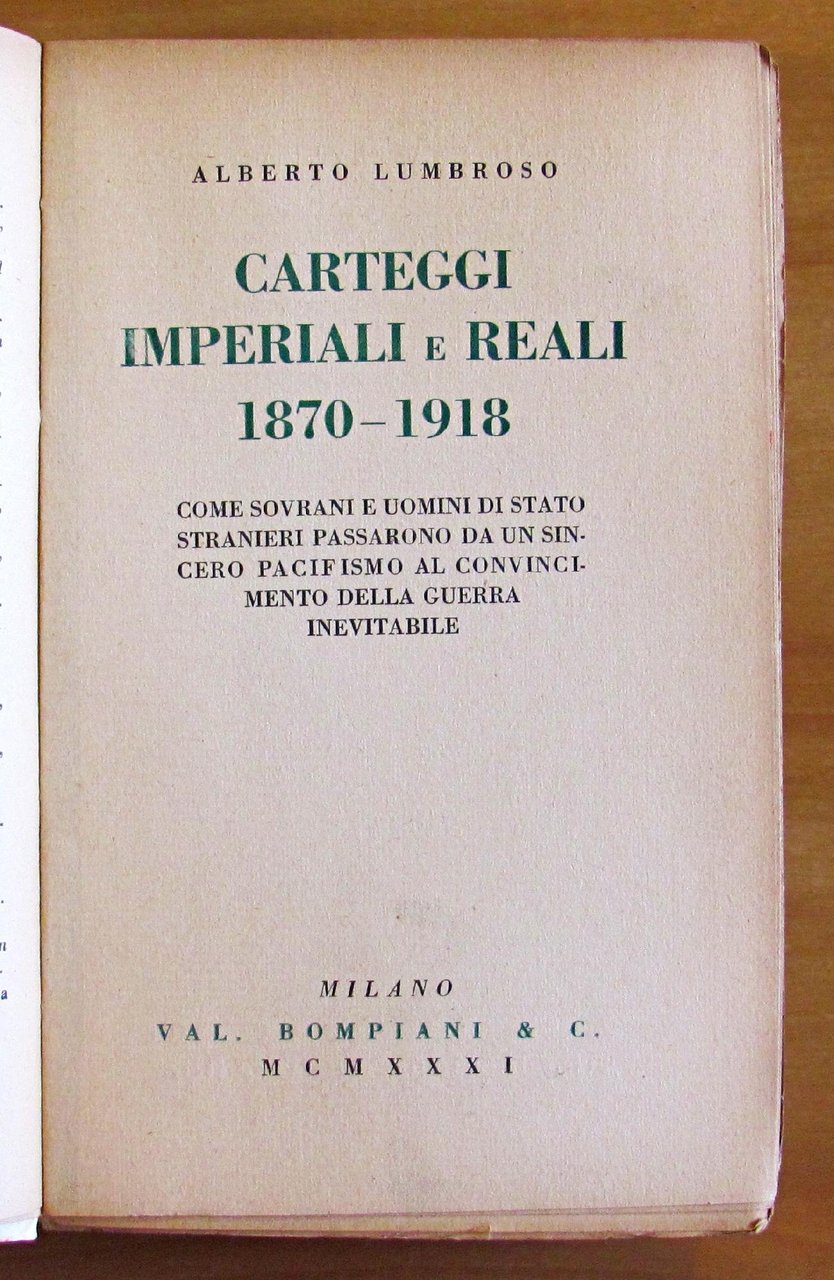 ALBERTO LUMBROSO
CARTEGGI
IMPERIALI E REALI
1870-1918
COME SOVRANI E UOMINI DI STATO
STRANIERI PASSARONO DA UN SIN-
CERO PACIFISMO AL CONVINCI-
MENTO DELLA GUERRA
INEVITABILE
MILANO
VAL. BOMPIANI & C.
MCMXXXI